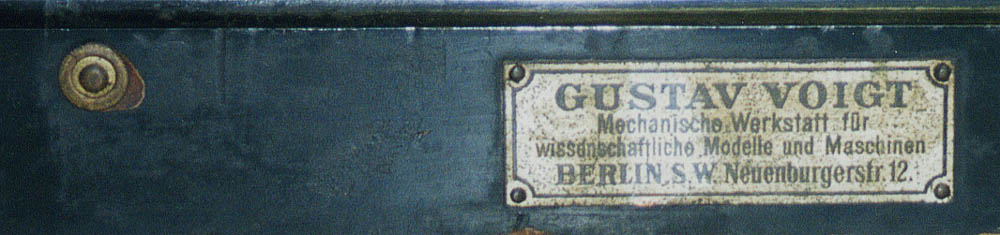 GUSTAV VOIGT
Mechanische Werkstatt für
wissenschaftliche Modelle und Maschinen
BERLIN, S.W. Neuenburgerstr. 12.